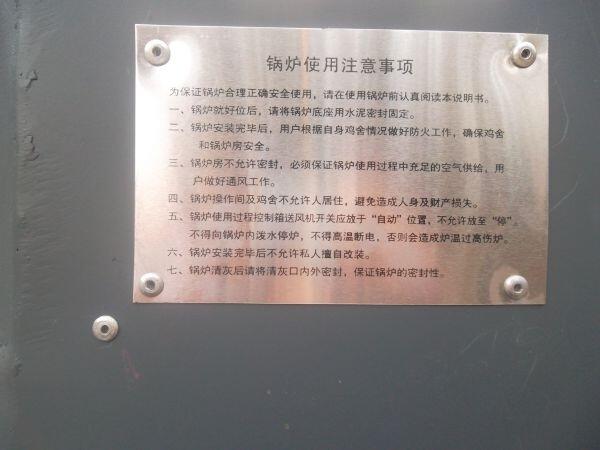 锅炉使用注意事项
为保证锅炉合理正确安全使用，请在使用锅炉前认真阅读本说明书。
一、锅炉就好位后，请将锅炉底座用水泥密封固定。
二、锅炉安装完毕后，用户根据自身鸡舍情况做好防火工作，确保鸡舍
和锅炉房安全。
三、锅炉房不允许密封，必须保证锅炉使用过程中充足的空气供给，用
户做好通风工作。
四、锅炉操作间及鸡舍不允许人居住，避免造成人身及财产损失。
五、锅炉使用过程控制箱送风机开关应放于“自动”位置，不允许放至“停”。
不得向锅炉内泼水停炉，不得高温断电，否则会造成炉温过高伤炉。
六、锅炉安装完毕后不允许私人擅自改装。
七、锅炉清灰后请将清灰口内外密封，保证锅炉的密封性。